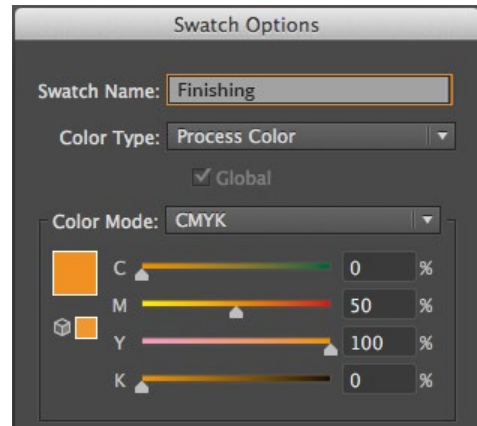 Swatch Options
Swatch Name: Finishing
Color Type: Process Color
Global
Color Mode: CMYK
C 0 %
M 50 %
Y 100 %
K 0 %